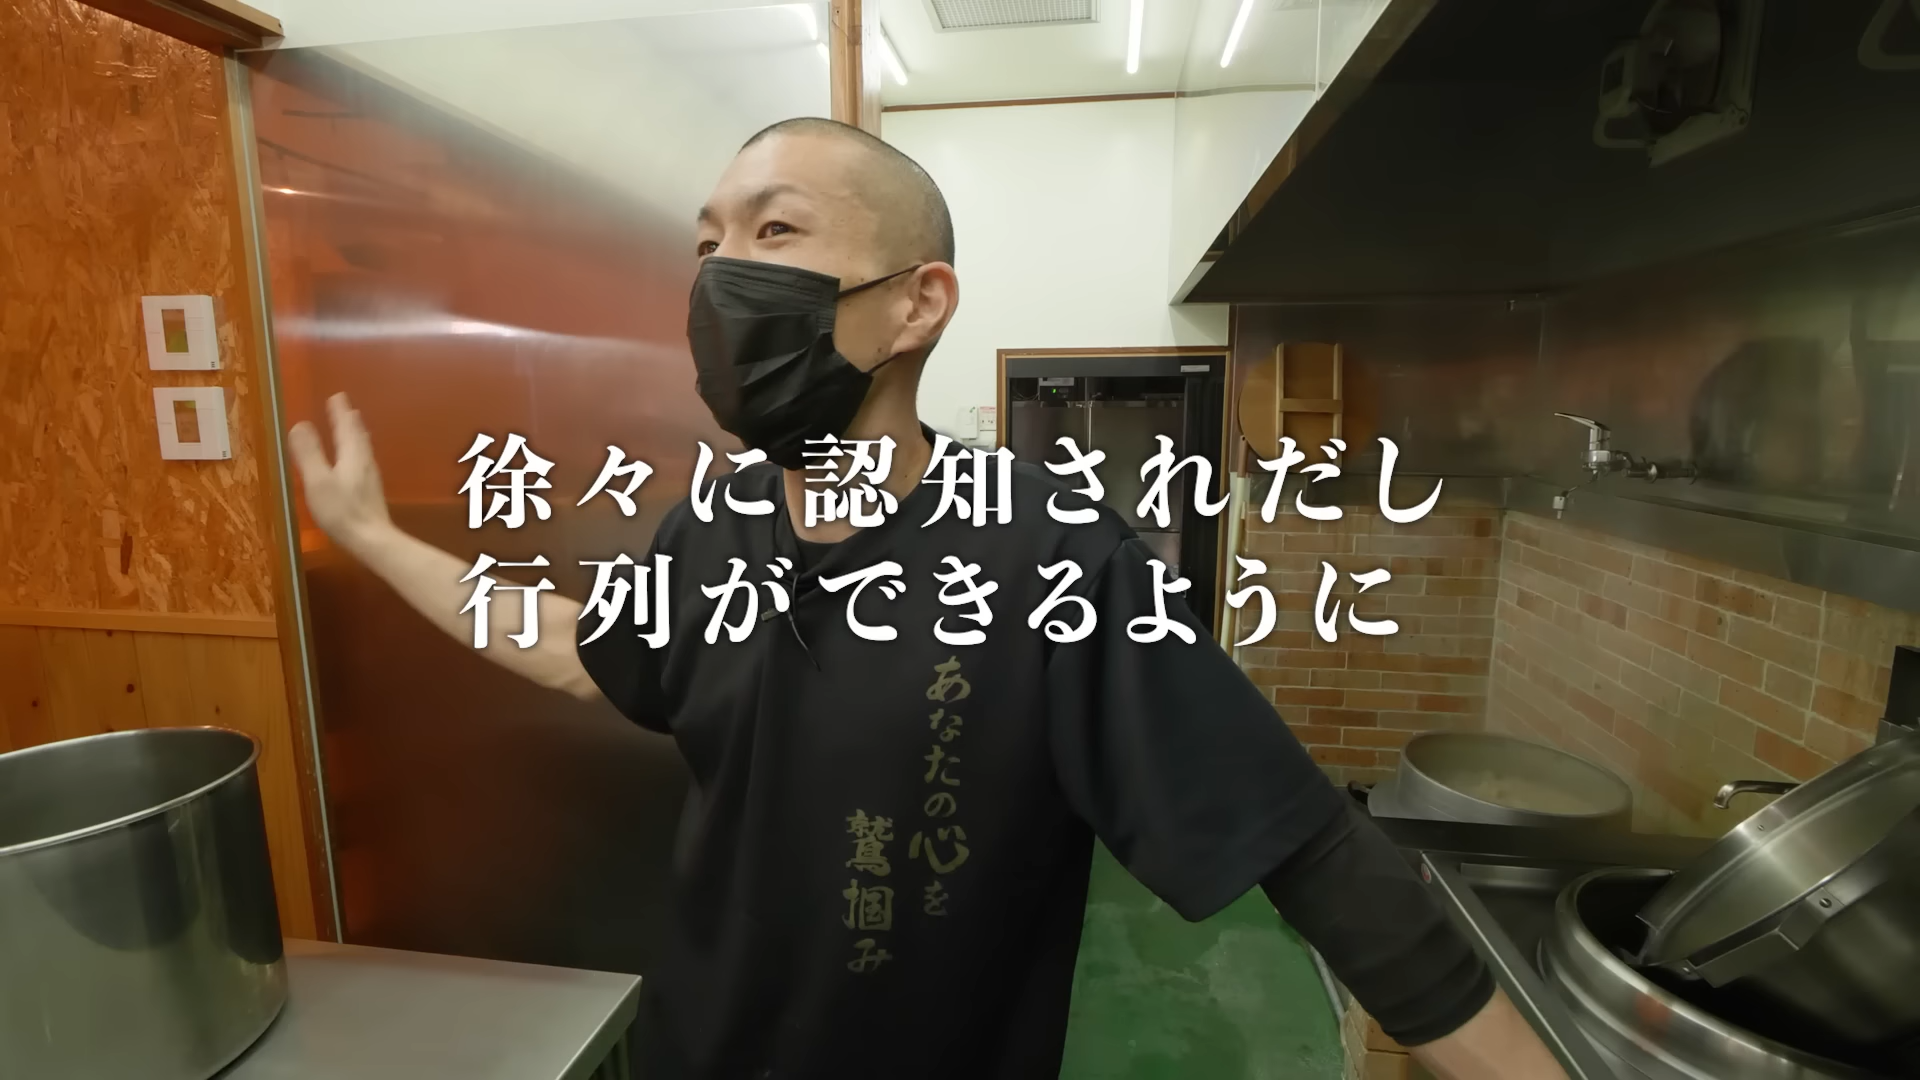 徐々に認知されだし
行列ができるように
あなたの心を
鷲掴み